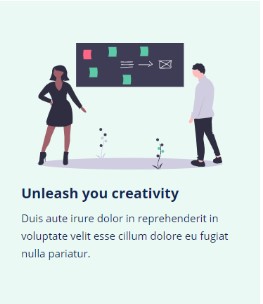 Unleash you creativity
Duis aute irure dolor in reprehenderit in
voluptate velit esse cillum dolore eu fugiat
nulla pariatur.